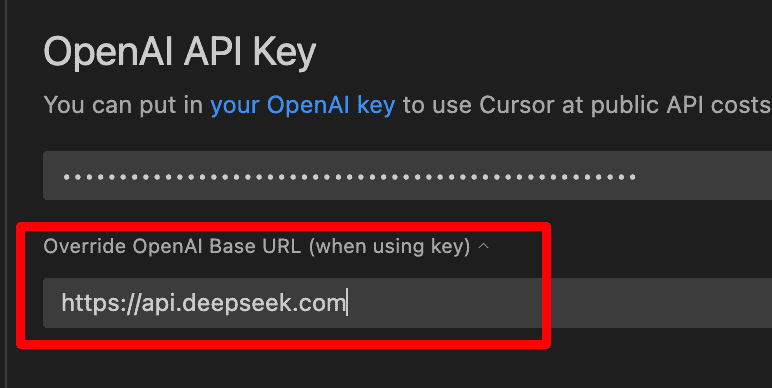 OpenAI API Key
You can put in your OpenAI key to use Cursor at public API costs
Override OpenAI Base URL (when using key)
https://api.deepseek.com